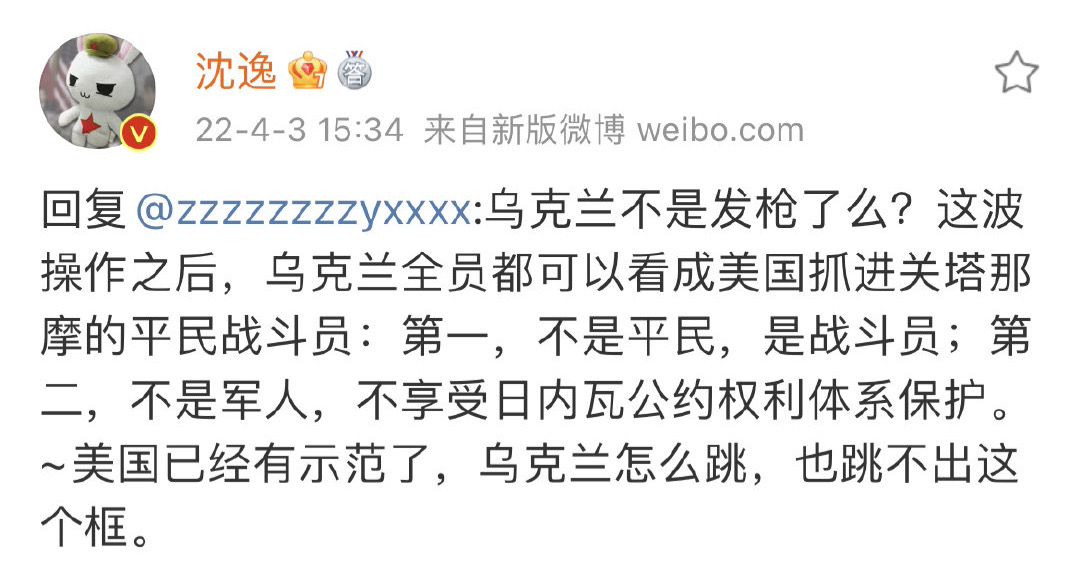 沈逸 答
22-4-3 15:34 来自新版微博 weibo.com
回复@zzzzzzzzyxxxx:乌克兰不是发枪了么？这波
操作之后，乌克兰全员都可以看成美国抓进关塔那
摩的平民战斗员：第一，不是平民，是战斗员；第
二，不是军人，不享受日内瓦公约权利体系保护。
~美国已经有示范了，乌克兰怎么跳，也跳不出这
个框。